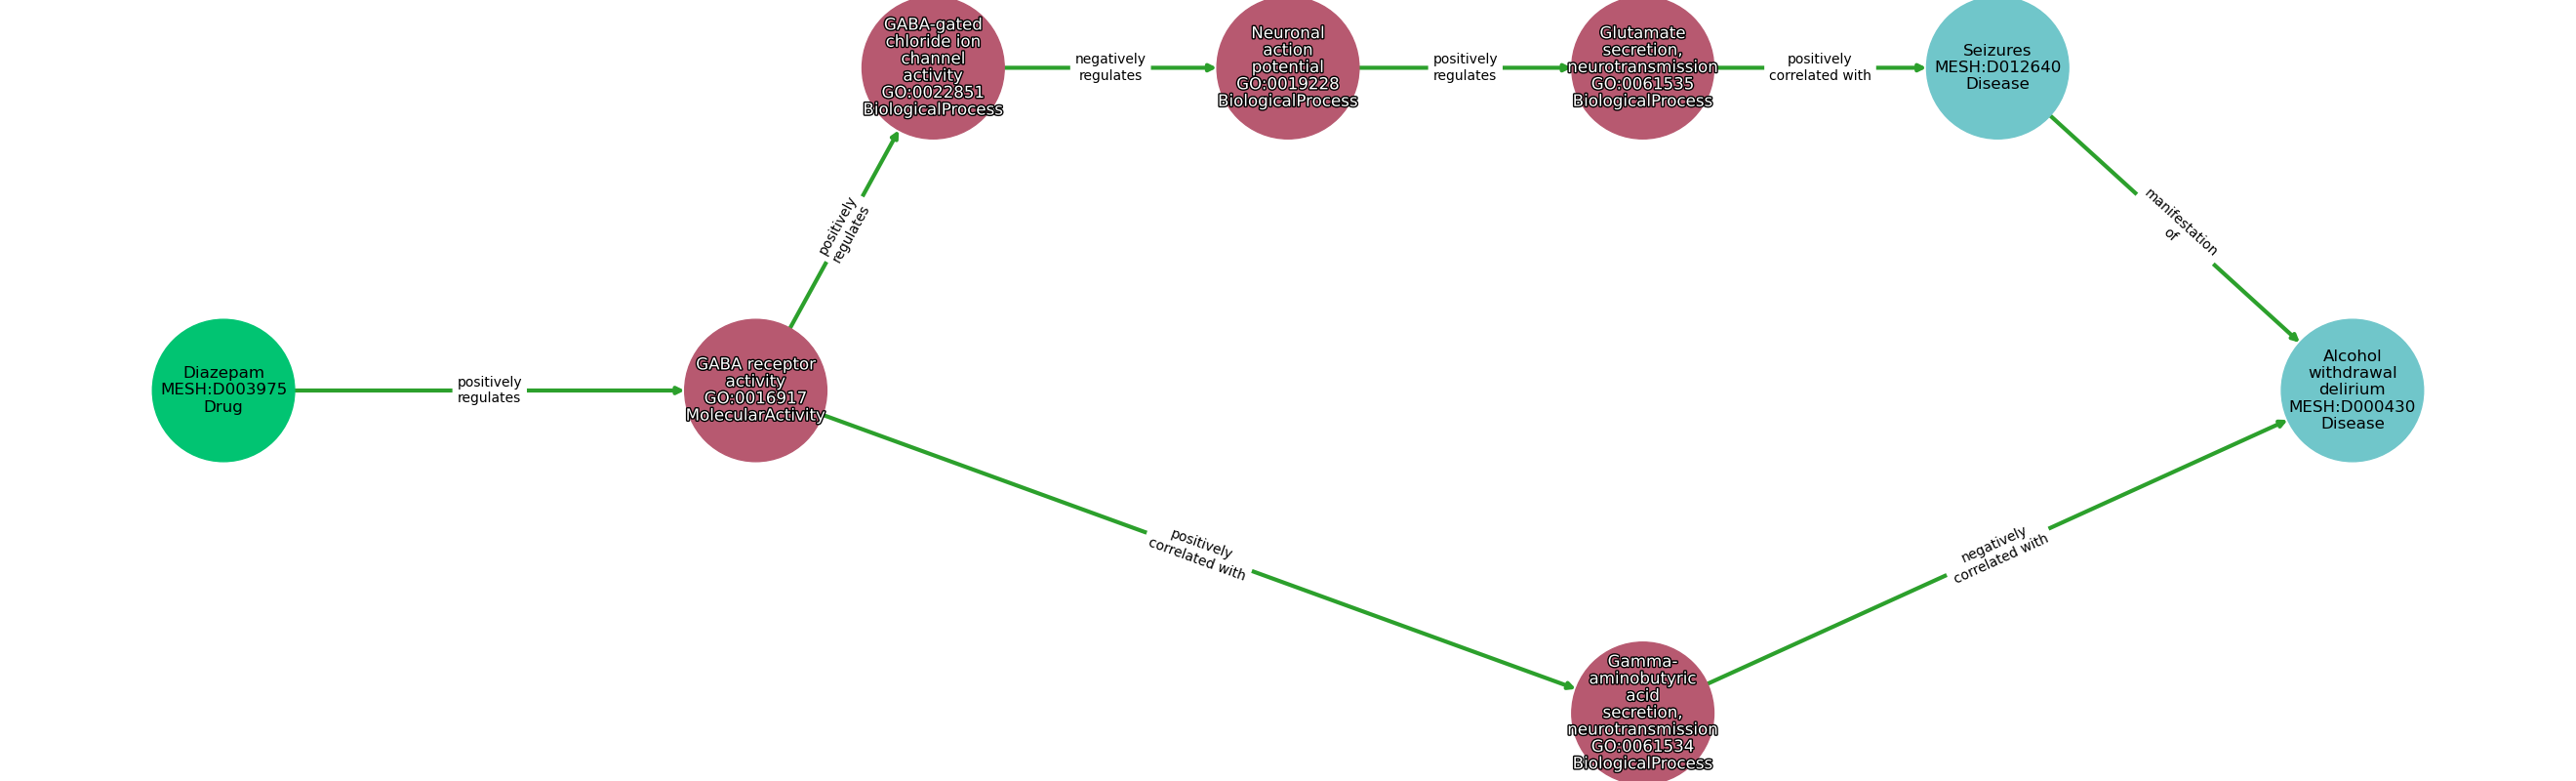 GABA-gated
chloride ion
channel
activity
GO:0022851
BiologicalProcess
negatively
regulates
Neuronal
action
potential
GO:0019228
BiologicalProcess
positively
regulates
Glutamate
secretion,
neurotransmission
GO:0061535
BiologicalProcess
positively
correlated with
Seizures
MESH:D012640
Disease
positively
regulates
manifestation
of
Diazepam
MESH:D003975
Drug
positively
regulates
GABA receptor
activity
GO:0016917
MolecularActivity
Alcohol
withdrawal
delirium
MESH:D000430
Disease
positively
correlated with
negatively
correlated with
Gamma-
aminobutyric
acid
secretion,
neurotransmission
GO:0061534
BiologicalProcess